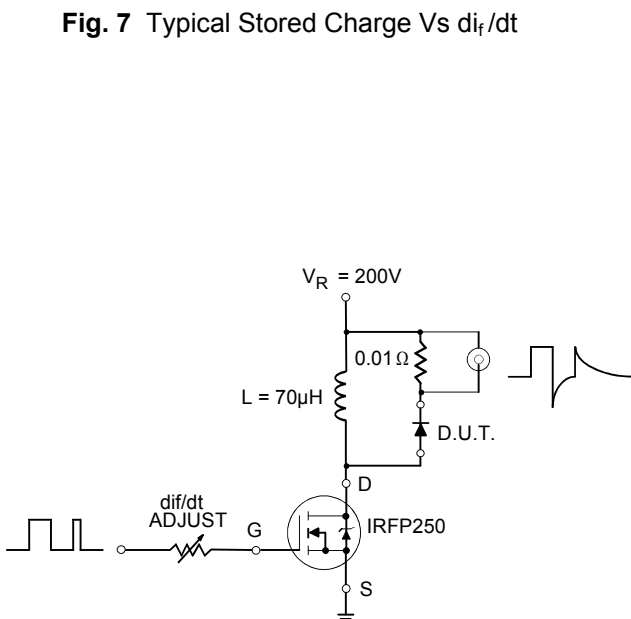 Fig. 7 Typical Stored Charge Vs dif /dt
VR = 200V
0.01 Ω
L = 70µH
D.U.T.
D
dif/dt
ADJUST
G
IRFP250
S